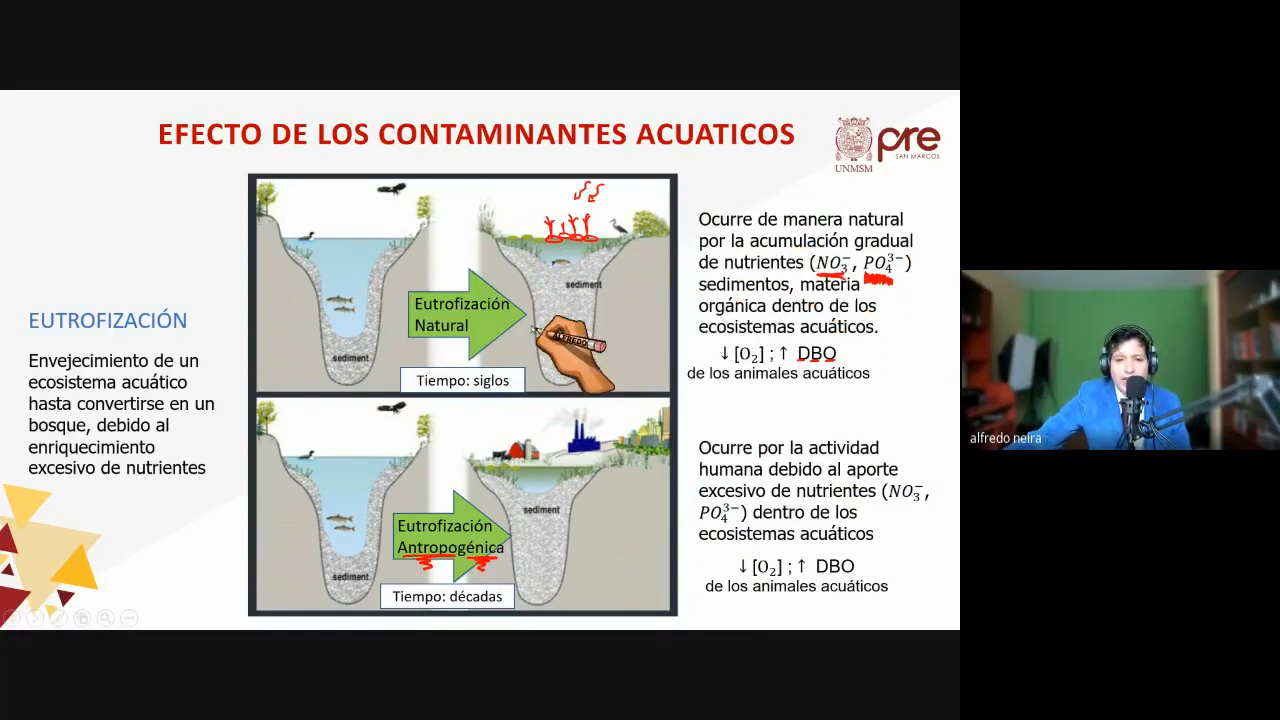 EFECTO DE LOS CONTAMINANTES ACUATICOS
UNMSM
pre
SAN MARCOS
EUTROFIZACIÓN
Envejecimiento de un
ecosistema acuático
hasta convertirse en un
bosque, debido al
enriquecimiento
excesivo de nutrientes
Eutrofización
Natural
sediment
sediment
ALFREDO
Tiempo: siglos
Eutrofización
Antropogénica
sediment
sediment
Tiempo: décadas
Ocurre de manera natural
por la acumulación gradual
de nutrientes (NO₃⁻, PO₄³⁻)
sedimentos, materia
orgánica dentro de los
ecosistemas acuáticos.
↓ [O₂] ; ↑ DBO
de los animales acuáticos
Ocurre por la actividad
humana debido al aporte
excesivo de nutrientes (NO₃⁻,
PO₄³⁻) dentro de los
ecosistemas acuáticos
↓ [O₂] ; ↑ DBO
de los animales acuáticos
alfredo neira